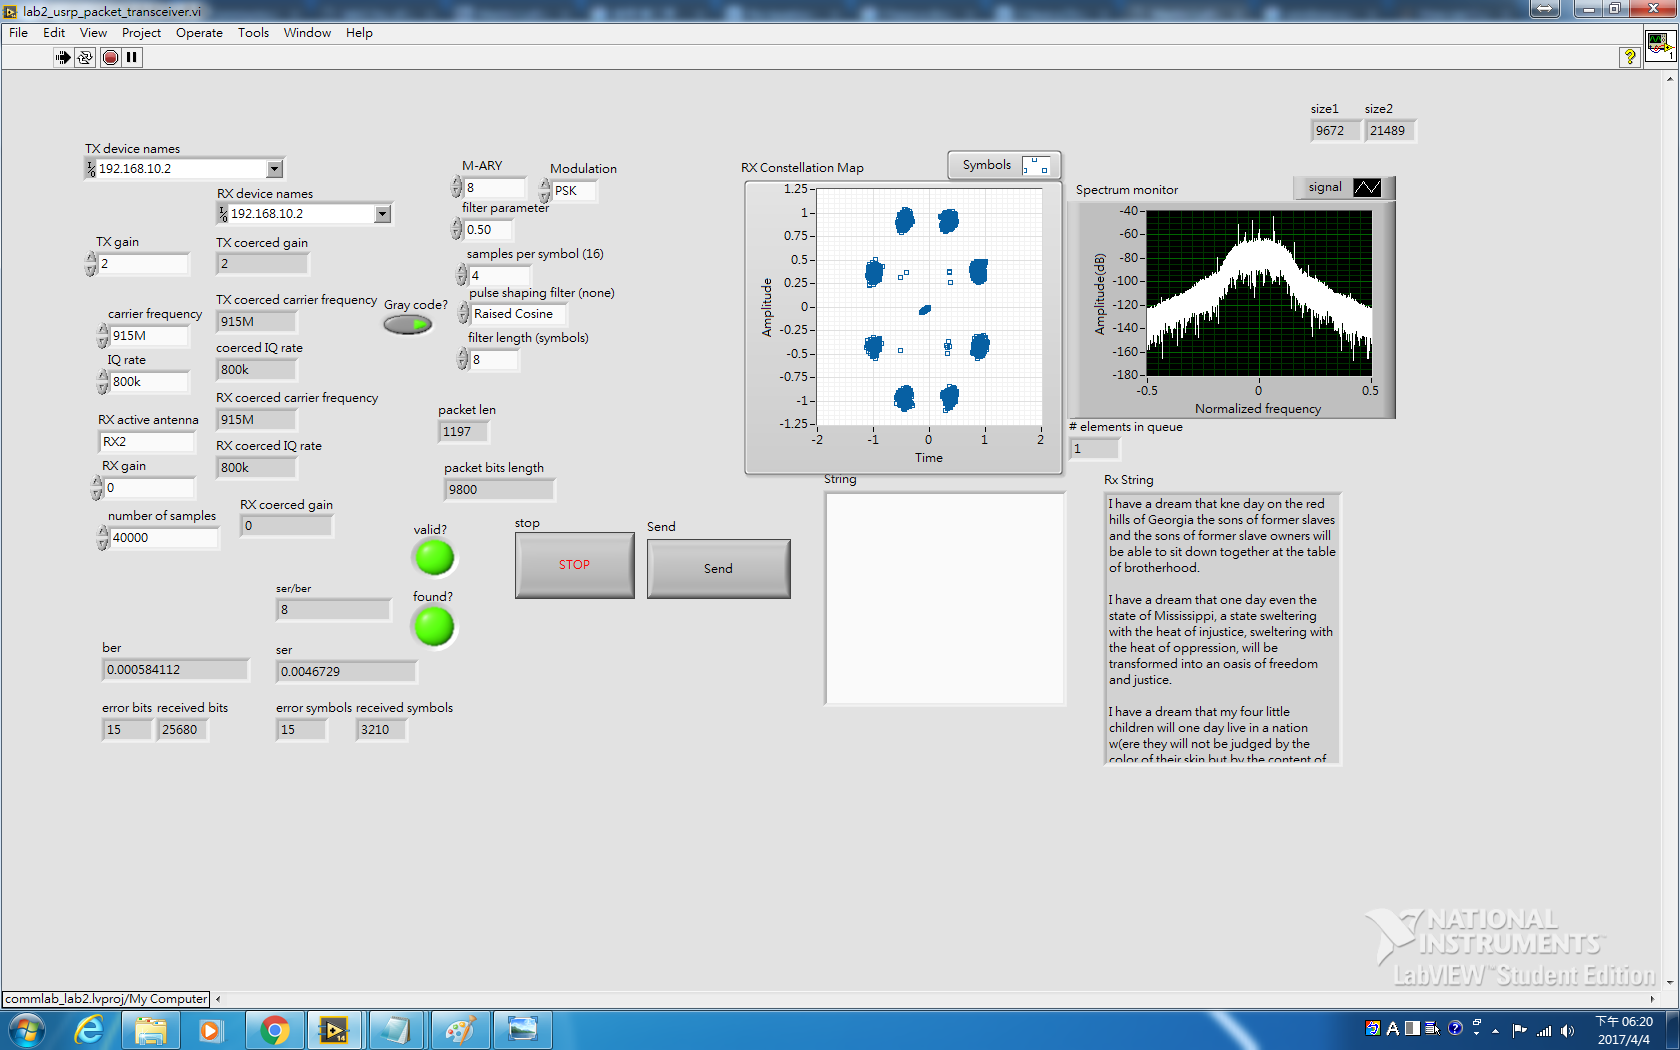 lab2_usrp_packet_transceiver.vi
File Edit View Project Operate Tools Window Help
size1 size2
9672 21489
TX device names
192.168.10.2
RX device names
192.168.10.2
TX gain
2
TX coerced gain
2
carrier frequency
915M
TX coerced carrier frequency
915M
IQ rate
800k
coerced IQ rate
800k
RX active antenna
RX2
RX coerced carrier frequency
915M
RX gain
0
RX coerced IQ rate
800k
number of samples
40000
RX coerced gain
0
Gray code?
M-ARY
8
Modulation
PSK
filter parameter
0.50
samples per symbol (16)
4
pulse shaping filter (none)
Raised Cosine
filter length (symbols)
8
packet len
1197
packet bits length
9800
valid?
found?
stop
STOP
Send
Send
ser/ber
8
ber
0.000584112
ser
0.0046729
error bits received bits
15 25680
error symbols received symbols
15 3210
RX Constellation Map
Symbols
1.25
1
0.75
0.5
0.25
0
-0.25
-0.5
-0.75
-1
-1.25
-2 -1 0 1 2
Amplitude
Time
Spectrum monitor
signal
-40
-60
-80
-100
-120
-140
-160
-180
-0.5 0 0.5
Amplitude(dB)
Normalized frequency
# elements in queue
1
String
Rx String
I have a dream that kne day on the red
hills of Georgia the sons of former slaves
and the sons of former slave owners will
be able to sit down together at the table
of brotherhood.
I have a dream that one day even the
state of Mississippi, a state sweltering
with the heat of injustice, sweltering with
the heat of oppression, will be
transformed into an oasis of freedom
and justice.
I have a dream that my four little
children will one day live in a nation
w(ere they will not be judged by the
color of their skin but by the content of
NATIONAL
INSTRUMENTS™
LabVIEW™ Student Edition
commlab_lab2.lvproj/My Computer
下午 06:20
2017/4/4